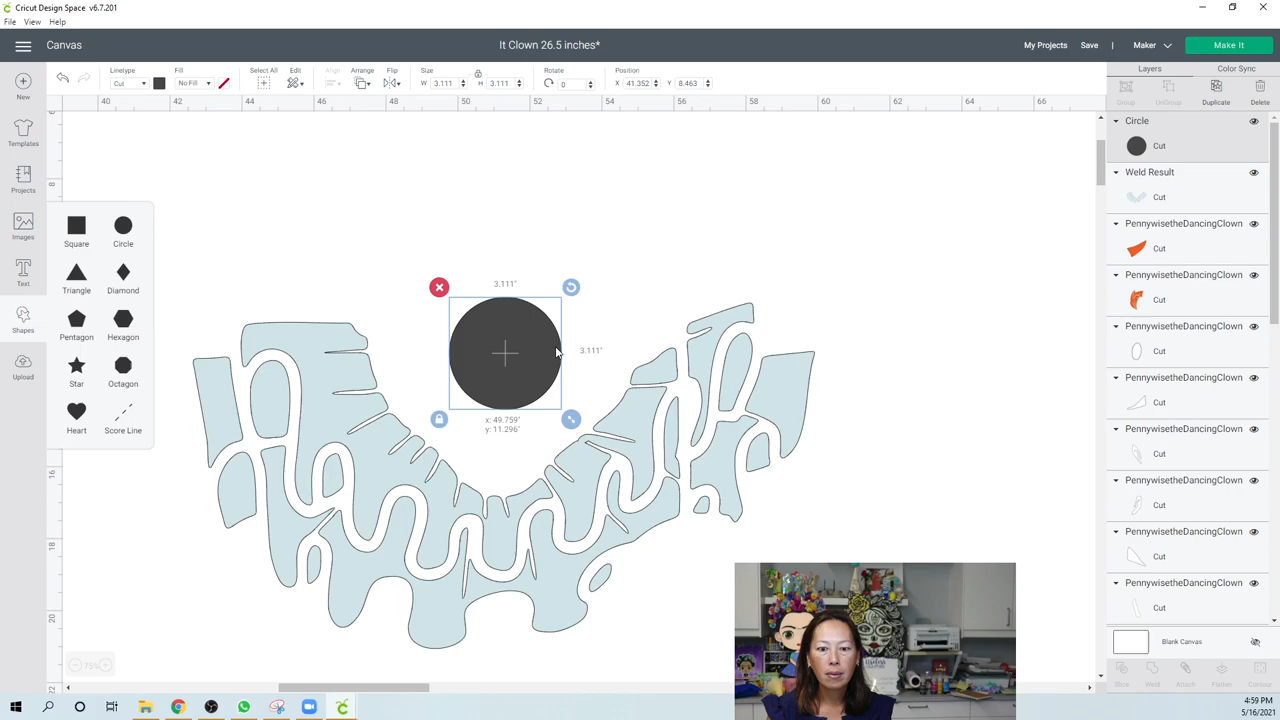 Cricut Design Space v6.7.201
File View Help
Canvas
It Clown 26.5 inches*
My Projects Save | Maker Make It
Linetype Fill Select All Edit Align Arrange Flip Size Rotate Position
Cut No Fill W 3.111 H 3.111 0 X 41.352 Y 8.463
Layers Color Sync
Group UnGroup Duplicate Delete
40 42 44 46 48 50 52 54 56 58 60 62 64 66
8
16
18
20
22
New
Templates
Projects
Images
Text
Shapes
Upload
Square Circle
Triangle Diamond
Pentagon Hexagon
Star Octagon
Heart Score Line
3.111"
3.111"
x: 49.759"
y: 11.296"
75%
Circle
Cut
Weld Result
Cut
PennywisetheDancingClown
Cut
PennywisetheDancingClown
Cut
PennywisetheDancingClown
Cut
PennywisetheDancingClown
Cut
PennywisetheDancingClown
Cut
PennywisetheDancingClown
Cut
PennywisetheDancingClown
Cut
PennywisetheDancingClown
Cut
Blank Canvas
Slice Weld Attach Flatten Contour
4:59 PM
5/16/2021